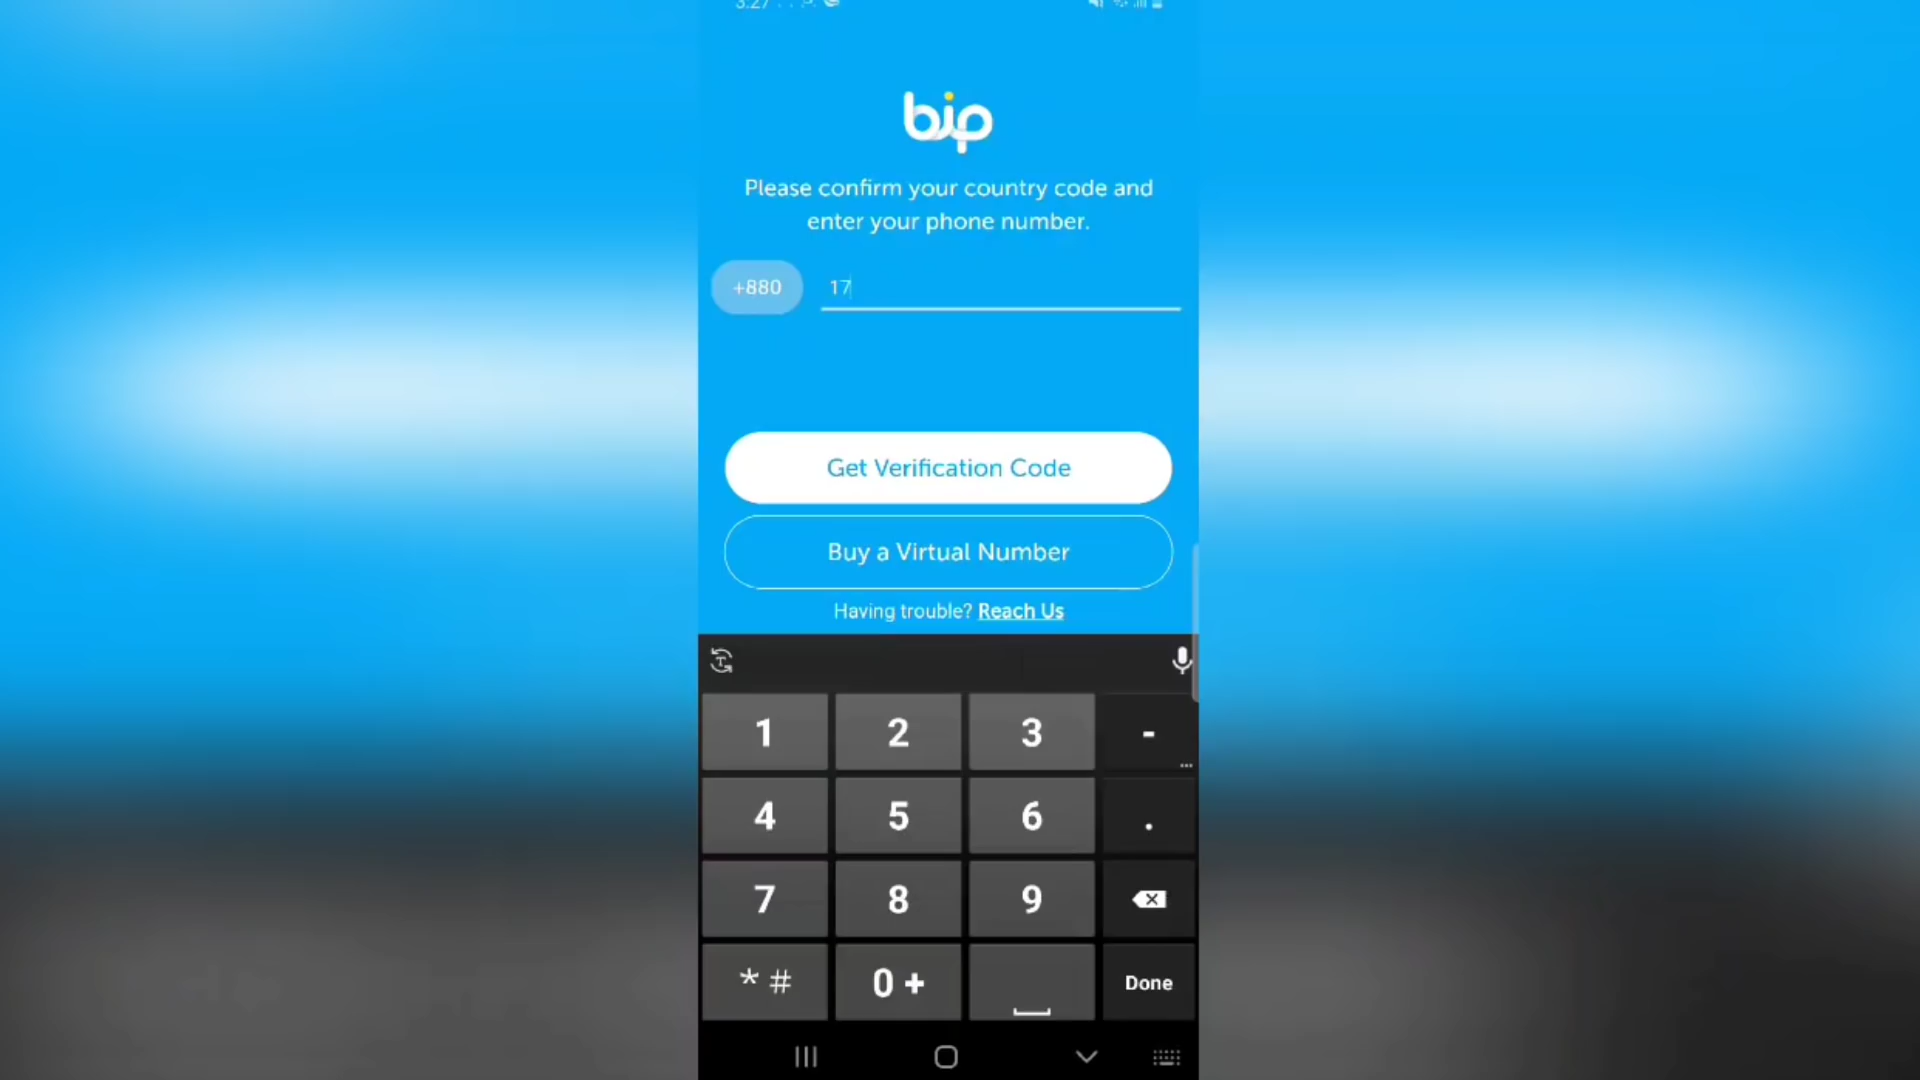 3:27
bip
Please confirm your country code and
enter your phone number.
+880 17
Get Verification Code
Buy a Virtual Number
Having trouble? Reach Us
1 2 3 -
4 5 6 .
7 8 9
* # 0 + Done